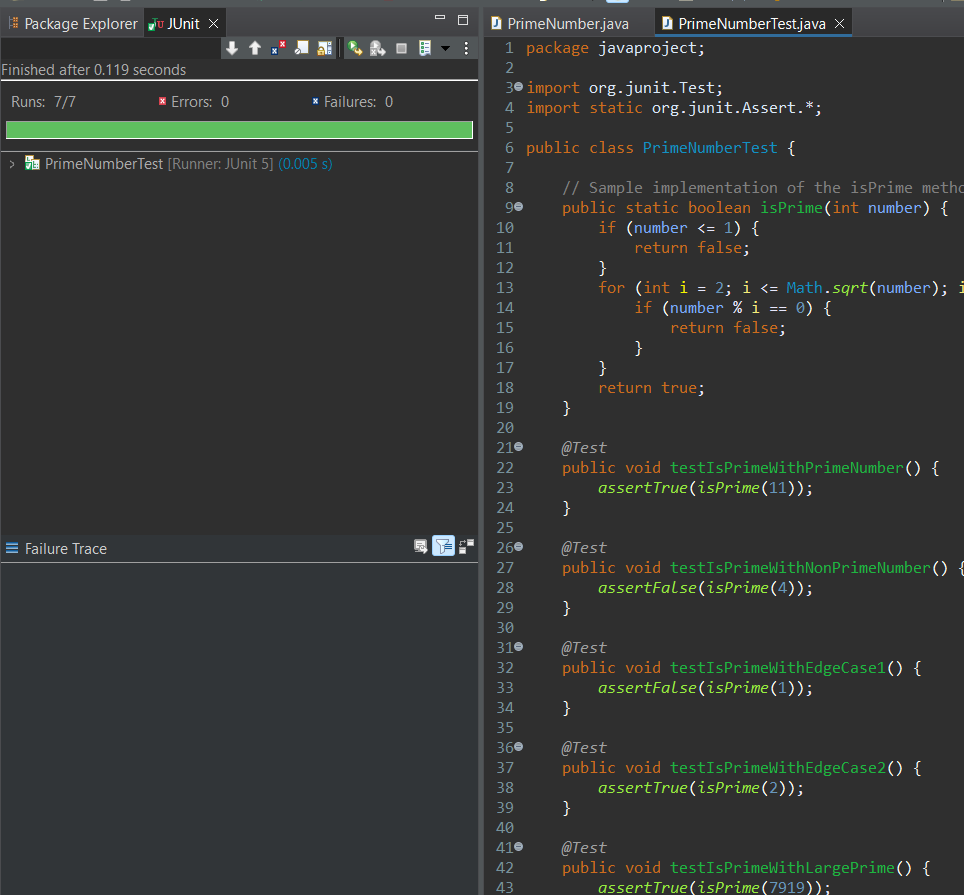 Package Explorer JUnit
Finished after 0.119 seconds
Runs: 7/7 Errors: 0 Failures: 0
PrimeNumberTest [Runner: JUnit 5] (0.005 s)
Failure Trace
PrimeNumber.java PrimeNumberTest.java
1 package javaproject;
2
3 import org.junit.Test;
4 import static org.junit.Assert.*;
5
6 public class PrimeNumberTest {
7
8 // Sample implementation of the isPrime metho
9 public static boolean isPrime(int number) {
10 if (number <= 1) {
11 return false;
12 }
13 for (int i = 2; i <= Math.sqrt(number); i
14 if (number % i == 0) {
15 return false;
16 }
17 }
18 return true;
19 }
20
21 @Test
22 public void testIsPrimeWithPrimeNumber() {
23 assertTrue(isPrime(11));
24 }
25
26 @Test
27 public void testIsPrimeWithNonPrimeNumber() {
28 assertFalse(isPrime(4));
29 }
30
31 @Test
32 public void testIsPrimeWithEdgeCase1() {
33 assertFalse(isPrime(1));
34 }
35
36 @Test
37 public void testIsPrimeWithEdgeCase2() {
38 assertTrue(isPrime(2));
39 }
40
41 @Test
42 public void testIsPrimeWithLargePrime() {
43 assertTrue(isPrime(7919));